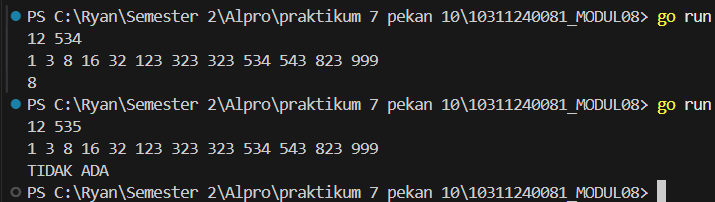 PS C:\Ryan\Semester 2\Alpro\praktikum 7 pekan 10\10311240081_MODUL08> go run
12 534
1 3 8 16 32 123 323 323 534 543 823 999
8
PS C:\Ryan\Semester 2\Alpro\praktikum 7 pekan 10\10311240081_MODUL08> go run
12 535
1 3 8 16 32 123 323 323 534 543 823 999
TIDAK ADA
PS C:\Ryan\Semester 2\Alpro\praktikum 7 pekan 10\10311240081_MODUL08>